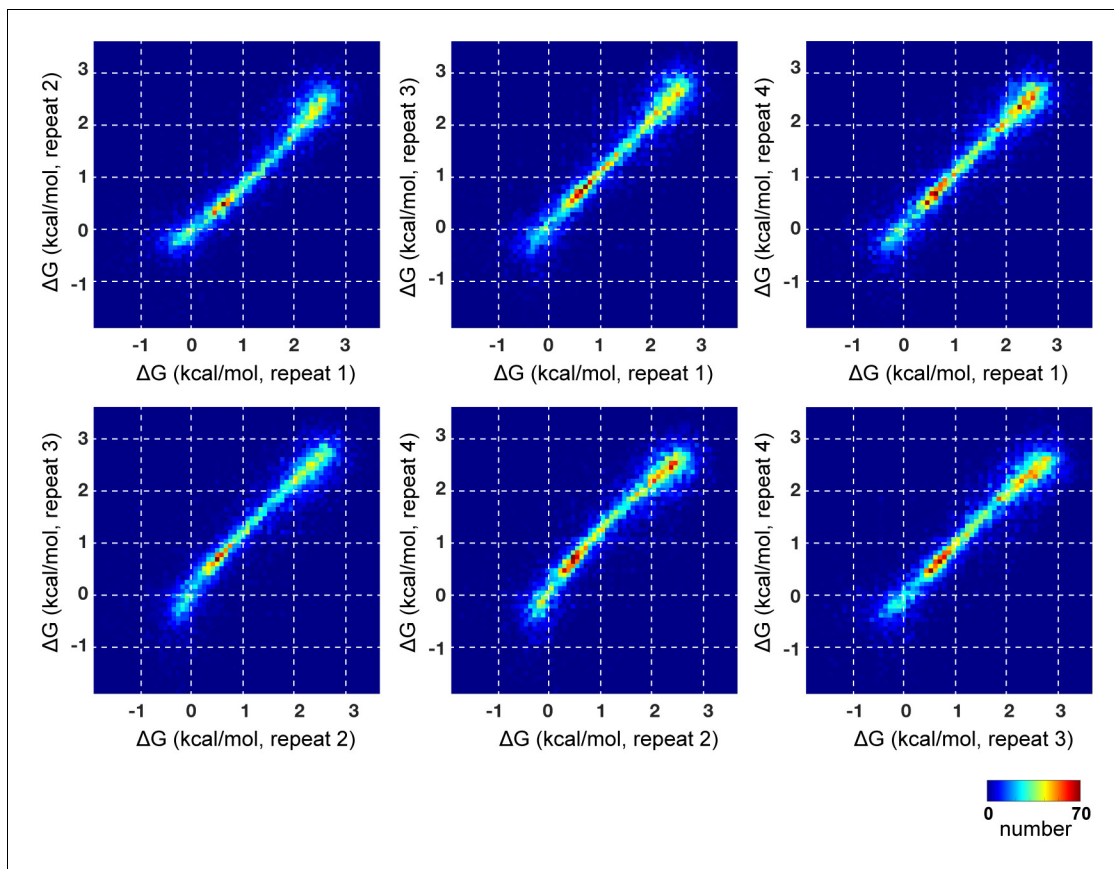 ΔG (kcal/mol, repeat 2)
3
2
1
0
-1
-1 0 1 2 3
ΔG (kcal/mol, repeat 1)
ΔG (kcal/mol, repeat 3)
3
2
1
0
-1
-1 0 1 2 3
ΔG (kcal/mol, repeat 1)
ΔG (kcal/mol, repeat 4)
3
2
1
0
-1
-1 0 1 2 3
ΔG (kcal/mol, repeat 1)
ΔG (kcal/mol, repeat 3)
3
2
1
0
-1
-1 0 1 2 3
ΔG (kcal/mol, repeat 2)
ΔG (kcal/mol, repeat 4)
3
2
1
0
-1
-1 0 1 2 3
ΔG (kcal/mol, repeat 2)
ΔG (kcal/mol, repeat 4)
3
2
1
0
-1
-1 0 1 2 3
ΔG (kcal/mol, repeat 3)
0 70
number